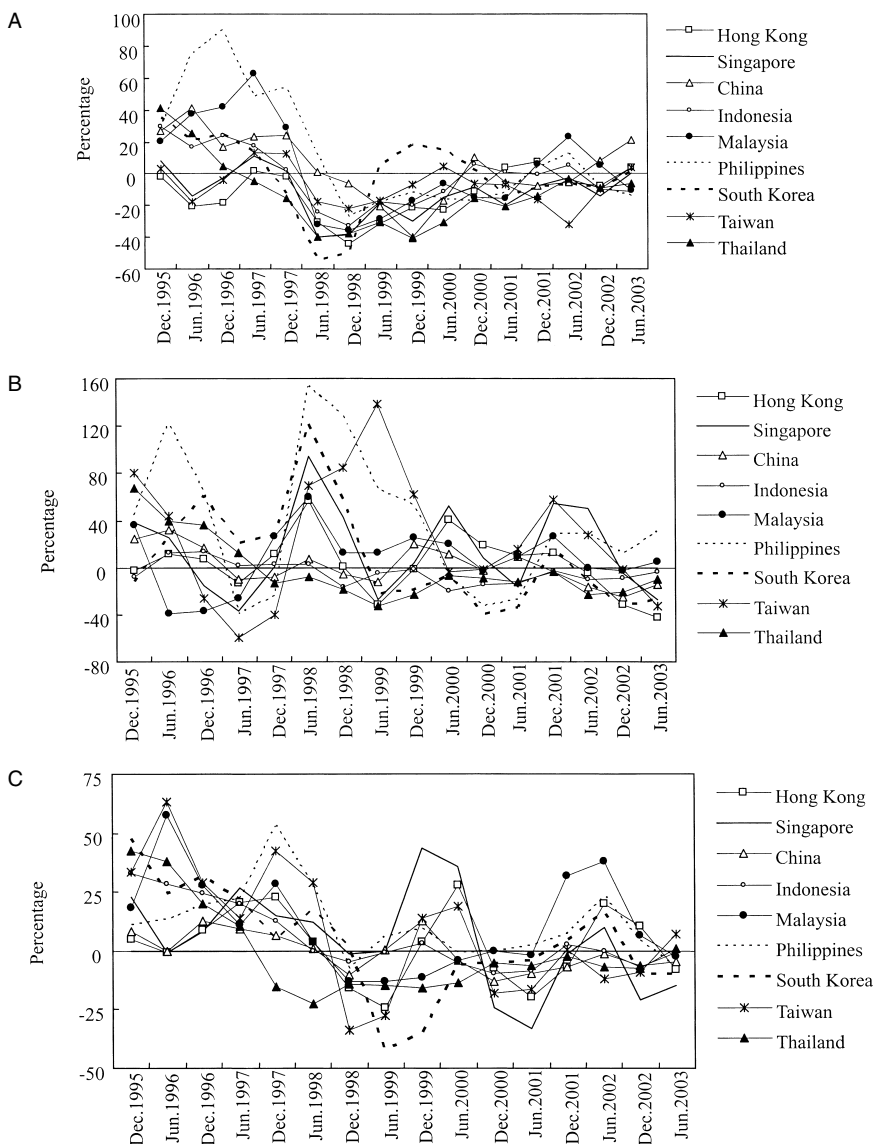 A
100
80
60
40
20
0
-20
-40
-60
Percentage
Dec.1995
Jun.1996
Dec.1996
Jun.1997
Dec.1997
Jun.1998
Dec.1998
Jun.1999
Dec.1999
Jun.2000
Dec.2000
Jun.2001
Dec.2001
Jun.2002
Dec.2002
Jun.2003
Hong Kong
Singapore
China
Indonesia
Malaysia
Philippines
South Korea
Taiwan
Thailand
B
160
120
80
40
0
-40
-80
Percentage
Dec.1995
Jun.1996
Dec.1996
Jun.1997
Dec.1997
Jun.1998
Dec.1998
Jun.1999
Dec.1999
Jun.2000
Dec.2000
Jun.2001
Dec.2001
Jun.2002
Dec.2002
Jun.2003
Hong Kong
Singapore
China
Indonesia
Malaysia
Philippines
South Korea
Taiwan
Thailand
C
75
50
25
0
-25
-50
Percentage
Dec.1995
Jun.1996
Dec.1996
Jun.1997
Dec.1997
Jun.1998
Dec.1998
Jun.1999
Dec.1999
Jun.2000
Dec.2000
Jun.2001
Dec.2001
Jun.2002
Dec.2002
Jun.2003
Hong Kong
Singapore
China
Indonesia
Malaysia
Philippines
South Korea
Taiwan
Thailand